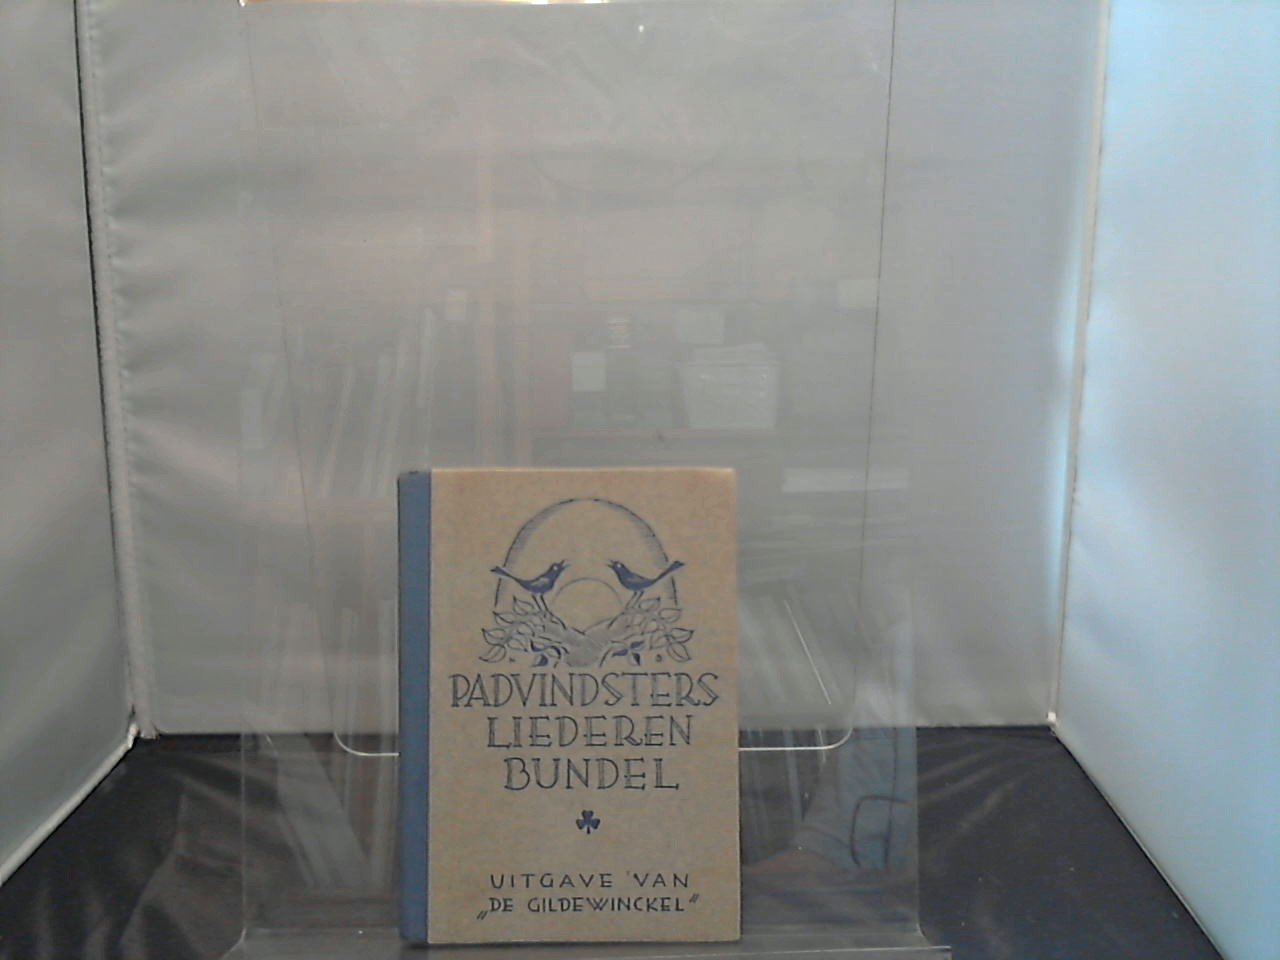 PADVINDSTERS
LIEDEREN
BUNDEL
UITGAVE VAN
„DE GILDEWINCKEL"